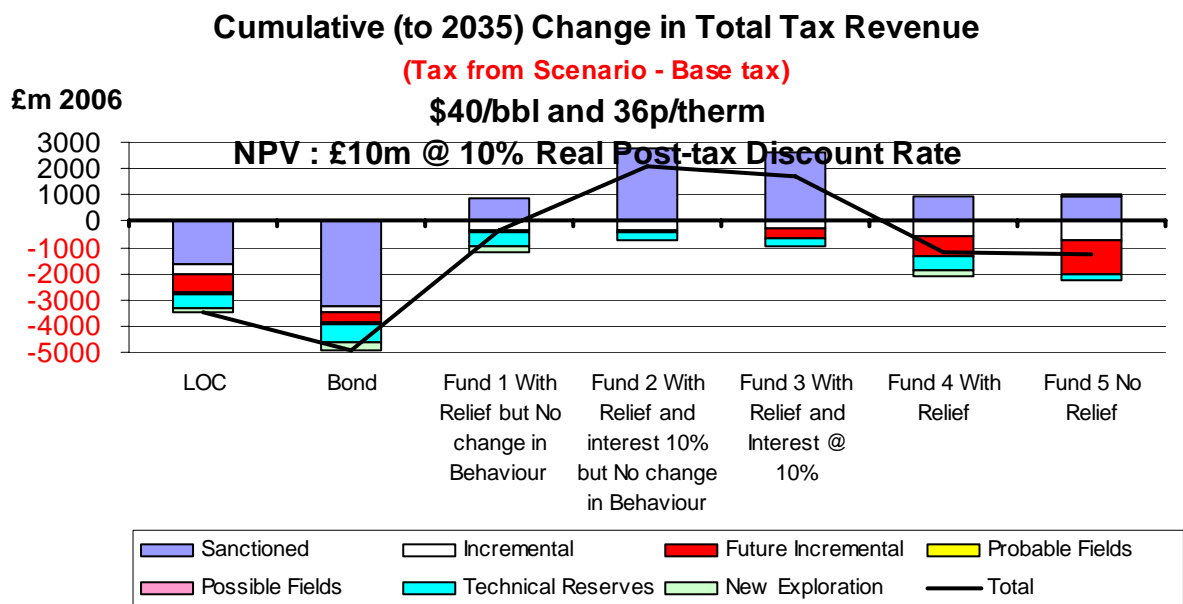 Cumulative (to 2035) Change in Total Tax Revenue
(Tax from Scenario - Base tax)
£m 2006
$40/bbl and 36p/therm
NPV : £10m @ 10% Real Post-tax Discount Rate
3000
2000
1000
0
-1000
-2000
-3000
-4000
-5000
LOC
Bond
Fund 1 With
Relief but No
change in
Behaviour
Fund 2 With
Relief and
interest 10%
but No change
in Behaviour
Fund 3 With
Relief and
Interest @
10%
Fund 4 With
Relief
Fund 5 No
Relief
Sanctioned
Incremental
Future Incremental
Probable Fields
Possible Fields
Technical Reserves
New Exploration
Total